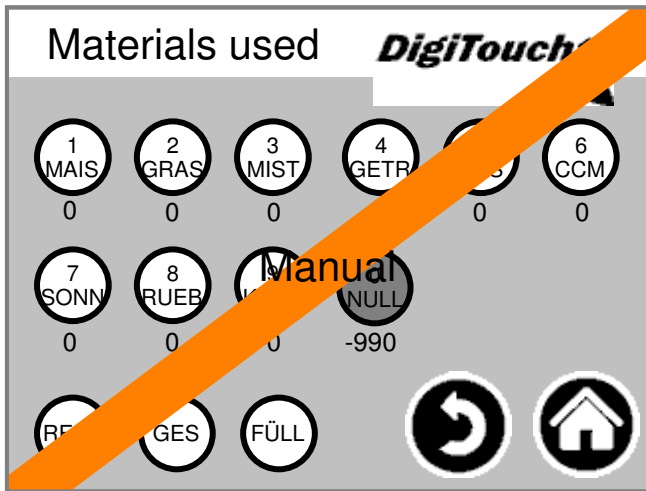 Materials used
DigiTouch
1 2 3 4 6
MAIS GRAS MIST GETR CCM
0 0 0 0 0
Manual
7 8
SONN RUEB NULL
0 0 0 -990
GES FÜLL